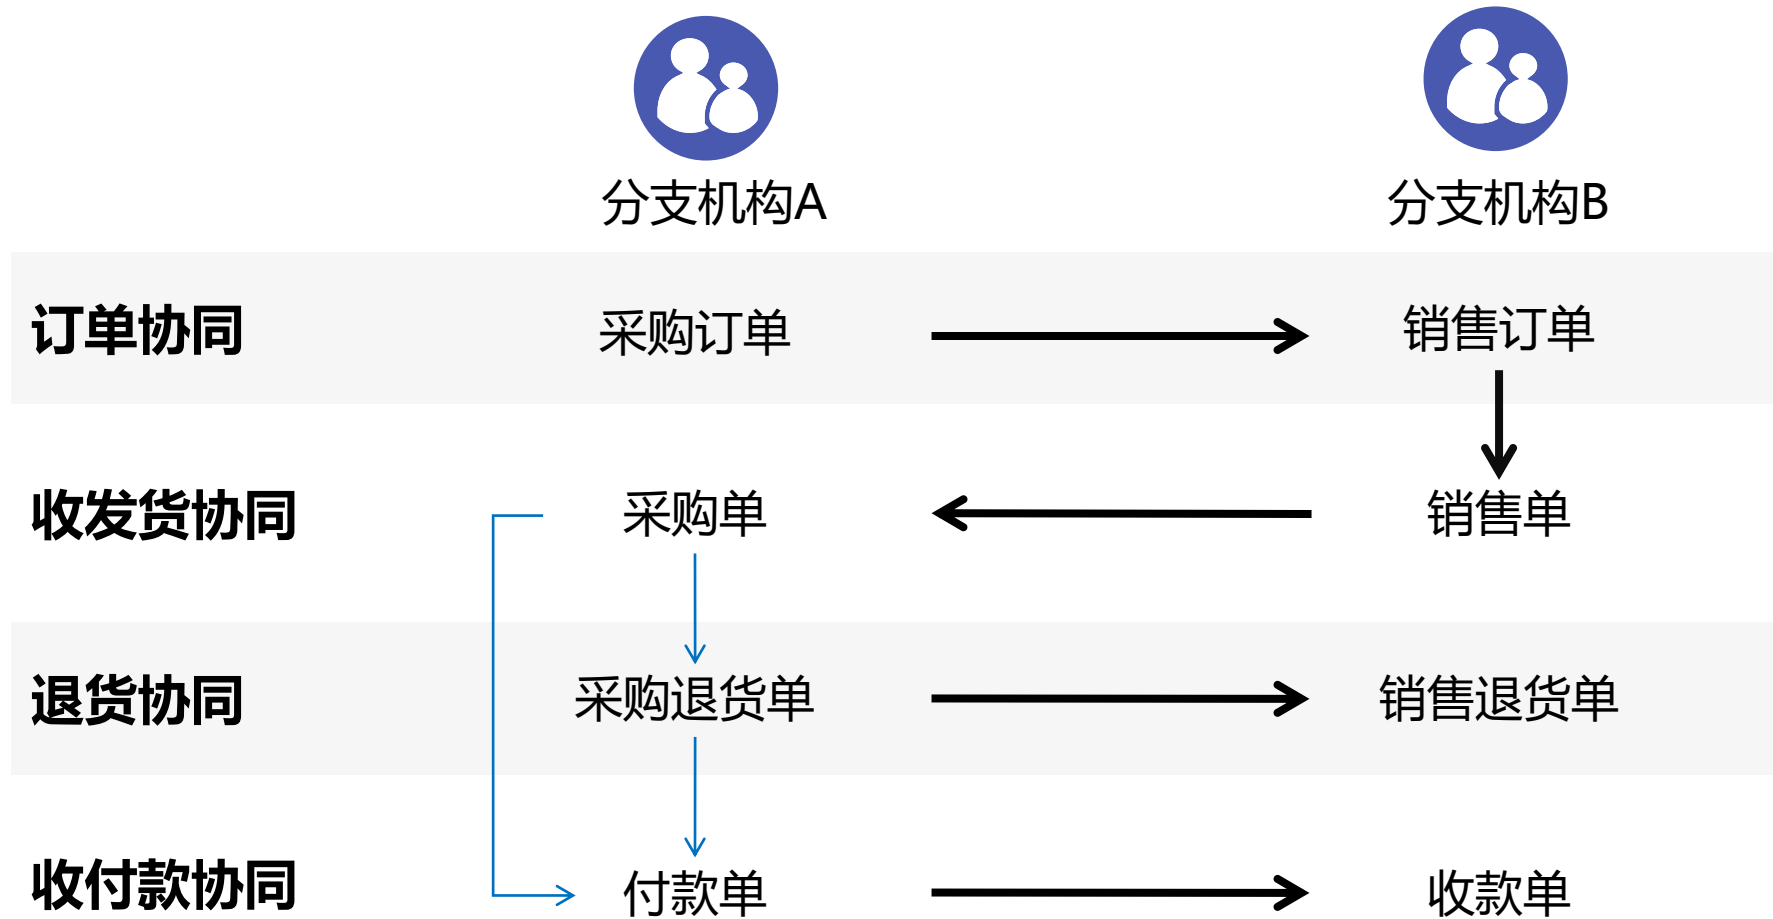 分支机构A
分支机构B
订单协同
采购订单
销售订单
收发货协同
采购单
销售单
退货协同
采购退货单
销售退货单
收付款协同
付款单
收款单